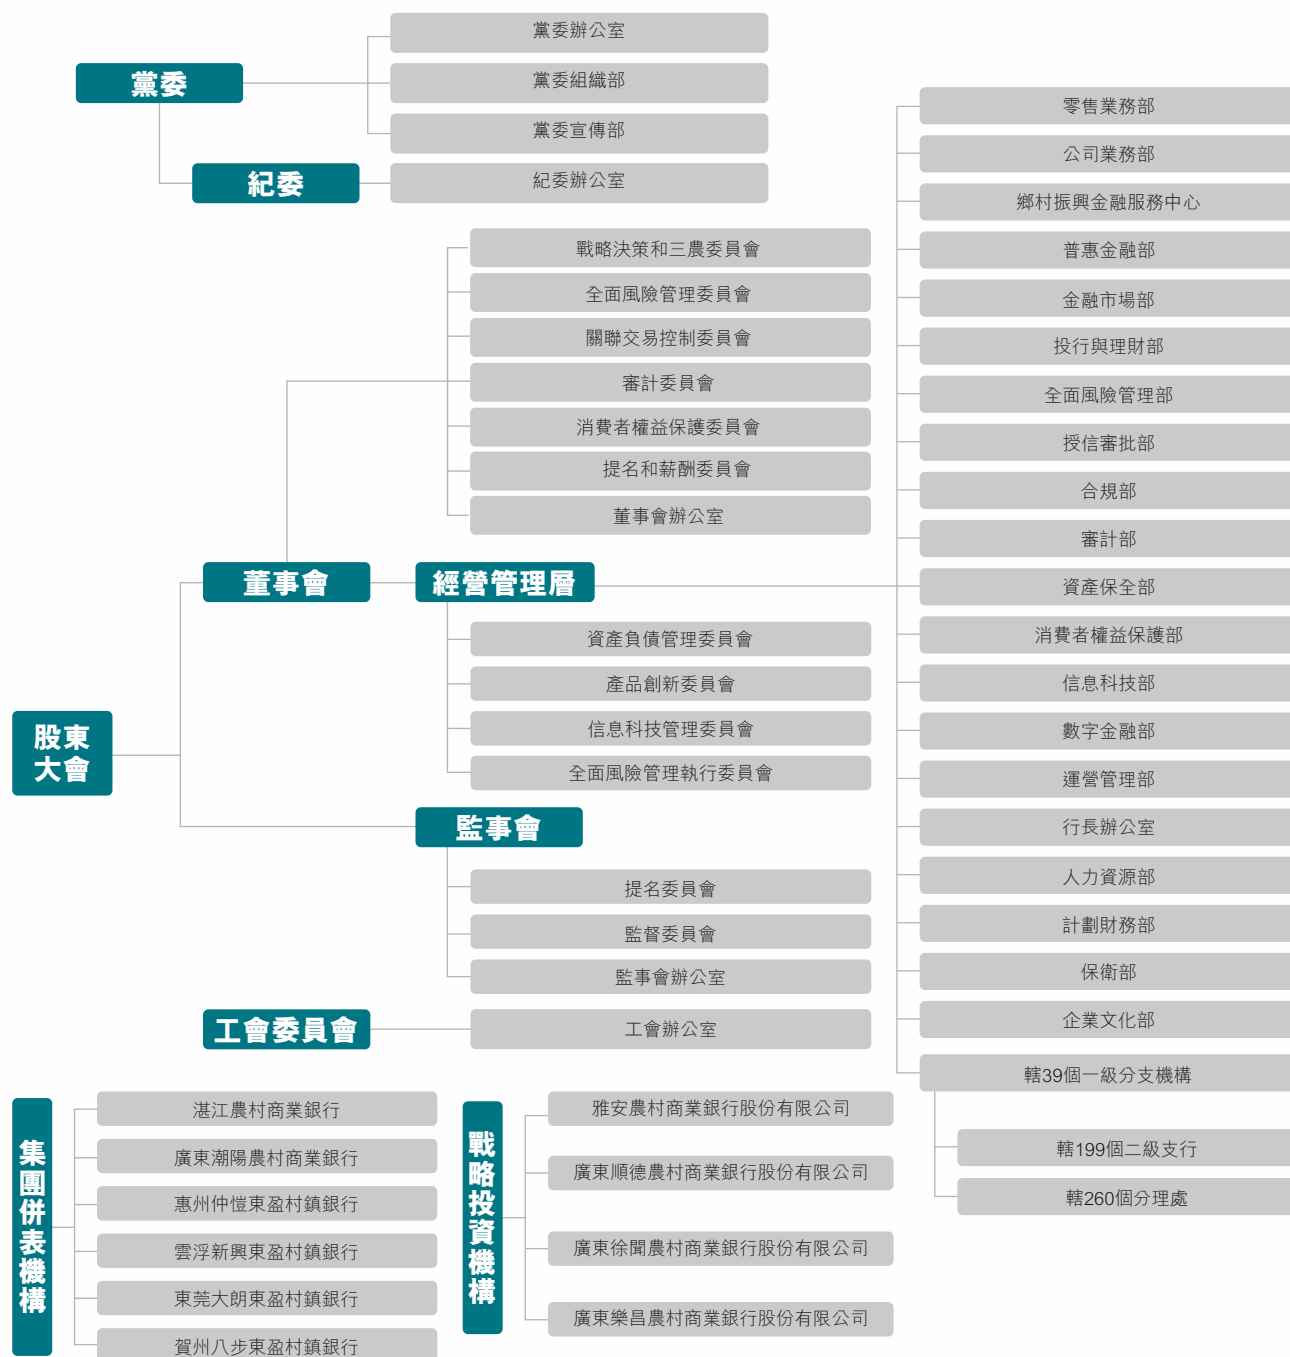 黨委
黨委辦公室
黨委組織部
黨委宣傳部
紀委
紀委辦公室
股東
大會
董事會
戰略決策和三農委員會
全面風險管理委員會
關聯交易控制委員會
審計委員會
消費者權益保護委員會
提名和薪酬委員會
董事會辦公室
經營管理層
資產負債管理委員會
產品創新委員會
信息科技管理委員會
全面風險管理執行委員會
監事會
提名委員會
監督委員會
監事會辦公室
工會委員會
工會辦公室
零售業務部
公司業務部
鄉村振興金融服務中心
普惠金融部
金融市場部
投行與理財部
全面風險管理部
授信審批部
合規部
審計部
資產保全部
消費者權益保護部
信息科技部
數字金融部
運營管理部
行長辦公室
人力資源部
計劃財務部
保衛部
企業文化部
轄39個一級分支機構
轄199個二級支行
轄260個分理處
集團併表機構
湛江農村商業銀行
廣東潮陽農村商業銀行
惠州仲愷東盈村鎮銀行
雲浮新興東盈村鎮銀行
東莞大朗東盈村鎮銀行
賀州八步東盈村鎮銀行
戰略投資機構
雅安農村商業銀行股份有限公司
廣東順德農村商業銀行股份有限公司
廣東徐聞農村商業銀行股份有限公司
廣東樂昌農村商業銀行股份有限公司